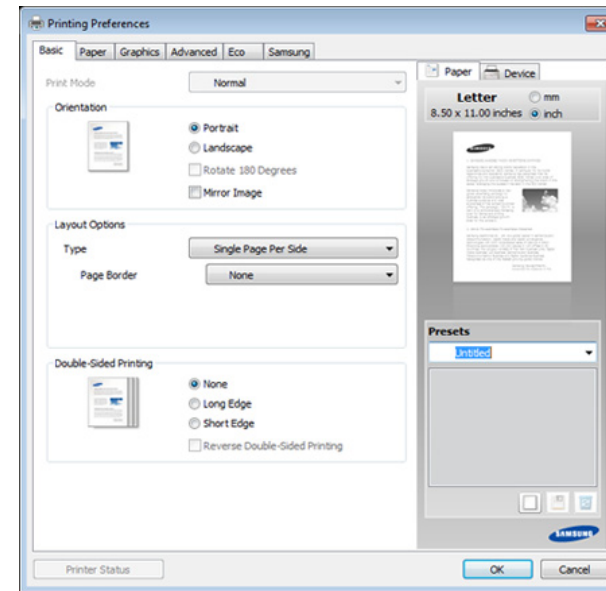 Printing Preferences
Basic Paper Graphics Advanced Eco Samsung
Print Mode Normal
Orientation
Portrait
Landscape
Rotate 180 Degrees
Mirror Image
Layout Options
Type Single Page Per Side
Page Border None
Double-Sided Printing
None
Long Edge
Short Edge
Reverse Double-Sided Printing
Printer Status
Paper Device
Letter mm
8.50 x 11.00 inches inch
Presets
Untitled
SAMSUNG
OK Cancel